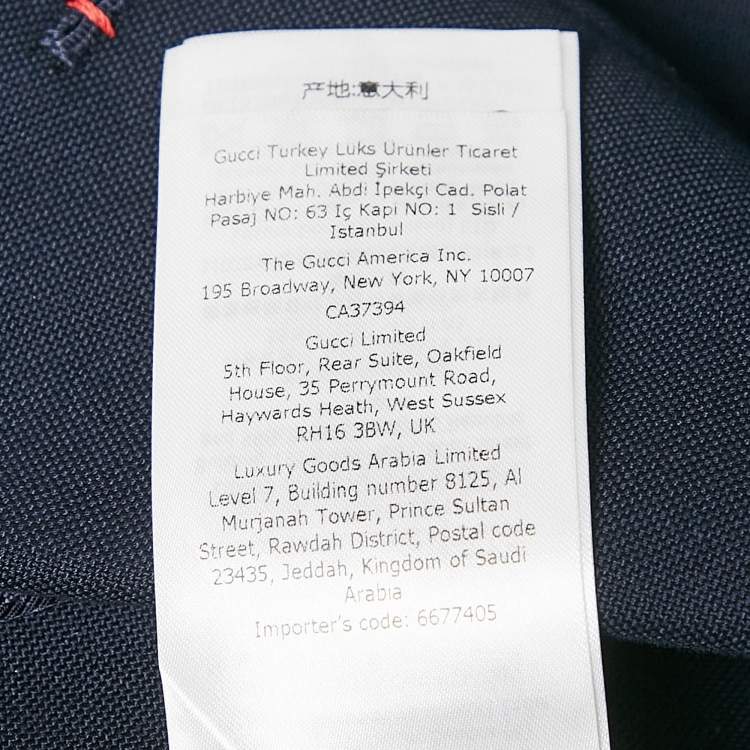 产地:意大利
Gucci Turkey Luks Urünler Ticaret
Limited Şirketi
Harbiye Mah. Abdi İpekçi Cad. Polat
Pasaj NO: 63 Iç Kapi NO: 1 Sisli /
Istanbul
The Gucci America Inc.
195 Broadway, New York, NY 10007
CA37394
Gucci Limited
5th Floor, Rear Suite, Oakfield
House, 35 Perrymount Road,
Haywards Heath, West Sussex
RH16 3BW, UK
Luxury Goods Arabia Limited
Level 7, Building number 8125, Al
Murjanah Tower, Prince Sultan
Street, Rawdah District, Postal code
23435, Jeddah, Kingdom of Saudi
Arabia
Importer's code: 6677405